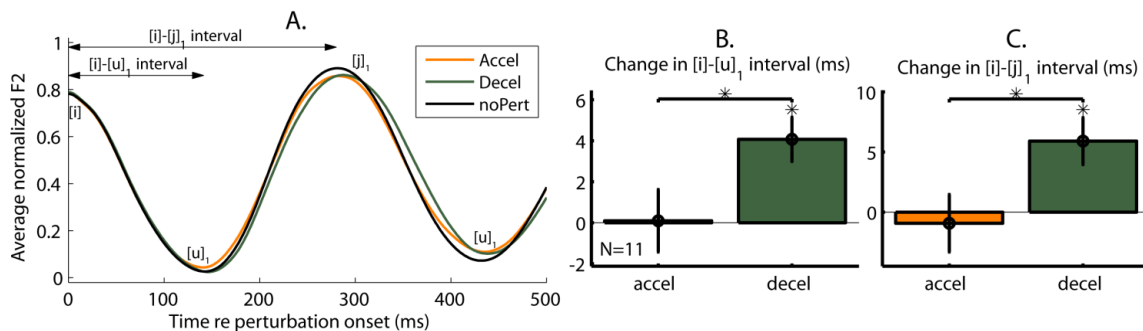 A.
[i]-[j]₁ interval
[i]-[u]₁ interval
[i]
[u]₁
[j]₁
[u]₁
Accel
Decel
noPert
Average normalized F2
1
0.8
0.6
0.4
0.2
0
0 100 200 300 400 500
Time re perturbation onset (ms)
B.
Change in [i]-[u]₁ interval (ms)
*
*
6
4
2
0
-2
N=11
accel decel
C.
Change in [i]-[j]₁ interval (ms)
*
*
10
5
0
accel decel